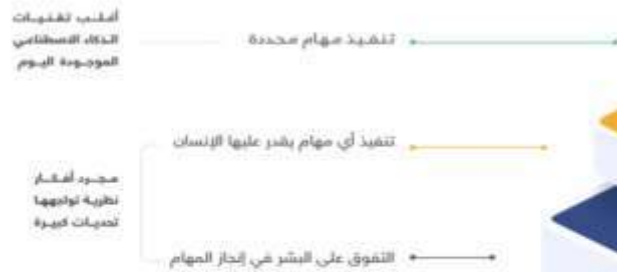 تنفيذ مهام محددة
أغلب تقنيات
الذكاء الاصطناعي
الموجودة اليوم
تنفيذ أي مهام يقدر عليها الإنسان
مجرد أفكار
نظرية تواجهها
تحديات كبيرة
التفوق على البشر في إنجاز المهام